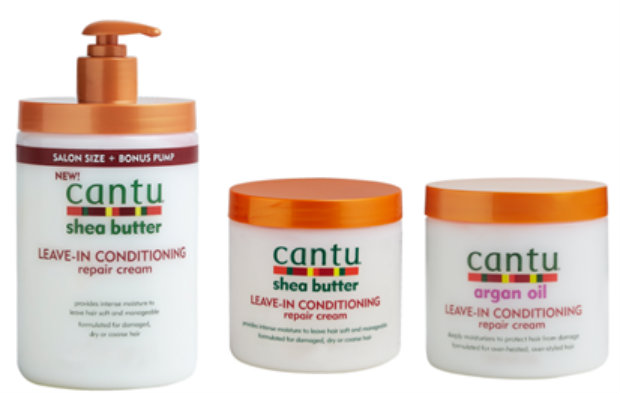 SALON SIZE + BONUS PUMP
NEW!
cantu
shea butter
LEAVE-IN CONDITIONING
repair cream
provides intense moisture to
leave hair soft and manageable
formulated for damaged,
dry or coarse hair
cantu
shea butter
LEAVE-IN CONDITIONING
repair cream
provides intense moisture to leave hair soft and manageable
formulated for damaged, dry or coarse hair
cantu
argan oil
LEAVE-IN CONDITIONING
repair cream
deeply moisturizes to protect hair from damage
formulated for over-heated, over-styled hair